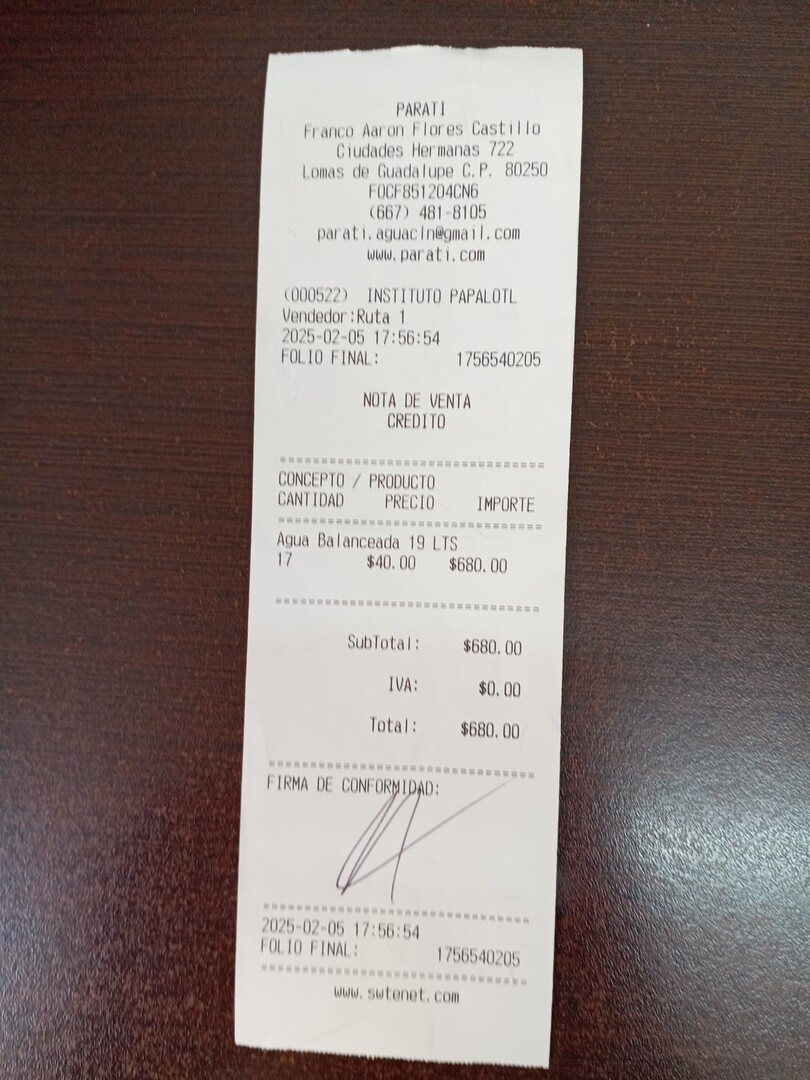 PARATI
Franco Aaron Flores Castillo
Ciudades Hermanas 722
Lomas de Guadalupe C.P. 80250
FOCF851204CN6
(667) 481-8105
parati.aguacln@gmail.com
www.parati.com
(000522) INSTITUTO PAPALOTL
Vendedor:Ruta 1
2025-02-05 17:56:54
FOLIO FINAL: 1756540205
NOTA DE VENTA
CREDITO
================================
CONCEPTO / PRODUCTO
CANTIDAD PRECIO IMPORTE
================================
Agua Balanceada 19 LTS
17 $40.00 $680.00
================================
SubTotal: $680.00
IVA: $0.00
Total: $680.00
================================
FIRMA DE CONFORMIDAD:
================================
2025-02-05 17:56:54
FOLIO FINAL: 1756540205
================================
www.swtenet.com